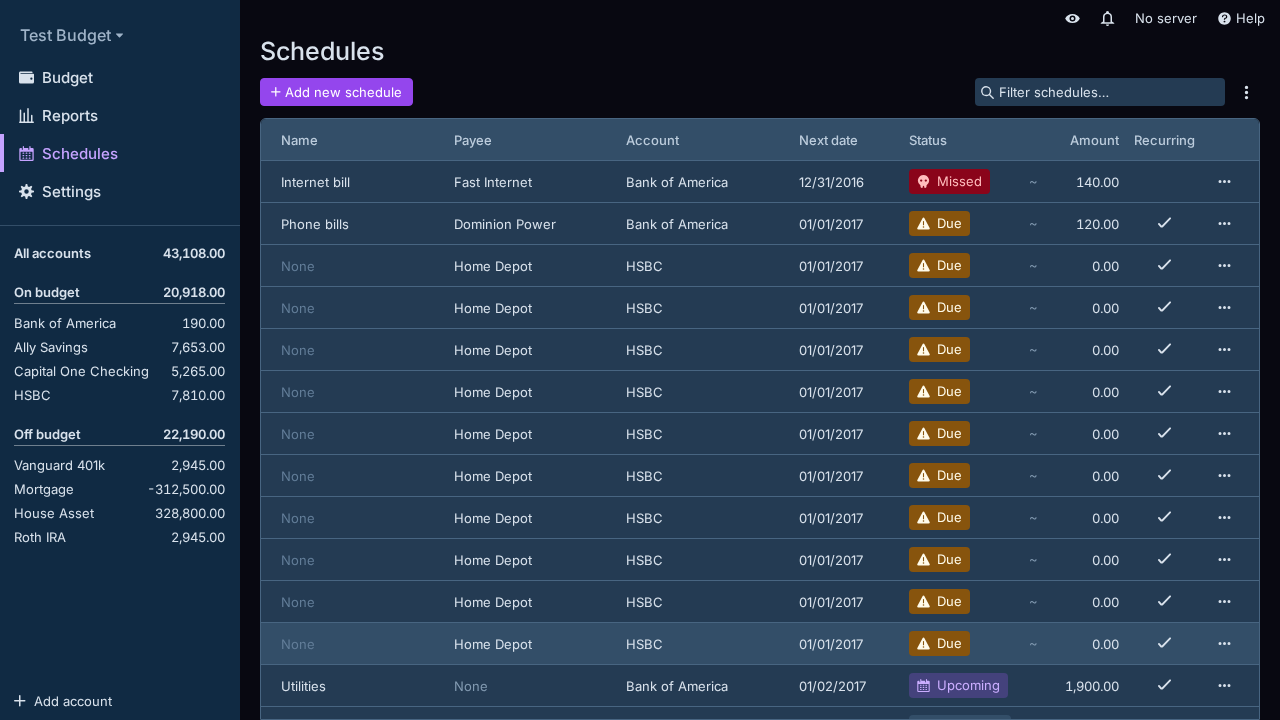 Test Budget
Budget
Reports
Schedules
Settings
All accounts 43,108.00
On budget 20,918.00
Bank of America 190.00
Ally Savings 7,653.00
Capital One Checking 5,265.00
HSBC 7,810.00
Off budget 22,190.00
Vanguard 401k 2,945.00
Mortgage -312,500.00
House Asset 328,800.00
Roth IRA 2,945.00
Add account
No server Help
Schedules
Add new schedule
Filter schedules...
Name Payee Account Next date Status Amount Recurring
Internet bill Fast Internet Bank of America 12/31/2016 Missed ~ 140.00
Phone bills Dominion Power Bank of America 01/01/2017 Due ~ 120.00
None Home Depot HSBC 01/01/2017 Due ~ 0.00
None Home Depot HSBC 01/01/2017 Due ~ 0.00
None Home Depot HSBC 01/01/2017 Due ~ 0.00
None Home Depot HSBC 01/01/2017 Due ~ 0.00
None Home Depot HSBC 01/01/2017 Due ~ 0.00
None Home Depot HSBC 01/01/2017 Due ~ 0.00
None Home Depot HSBC 01/01/2017 Due ~ 0.00
None Home Depot HSBC 01/01/2017 Due ~ 0.00
None Home Depot HSBC 01/01/2017 Due ~ 0.00
None Home Depot HSBC 01/01/2017 Due ~ 0.00
Utilities None Bank of America 01/02/2017 Upcoming 1,900.00